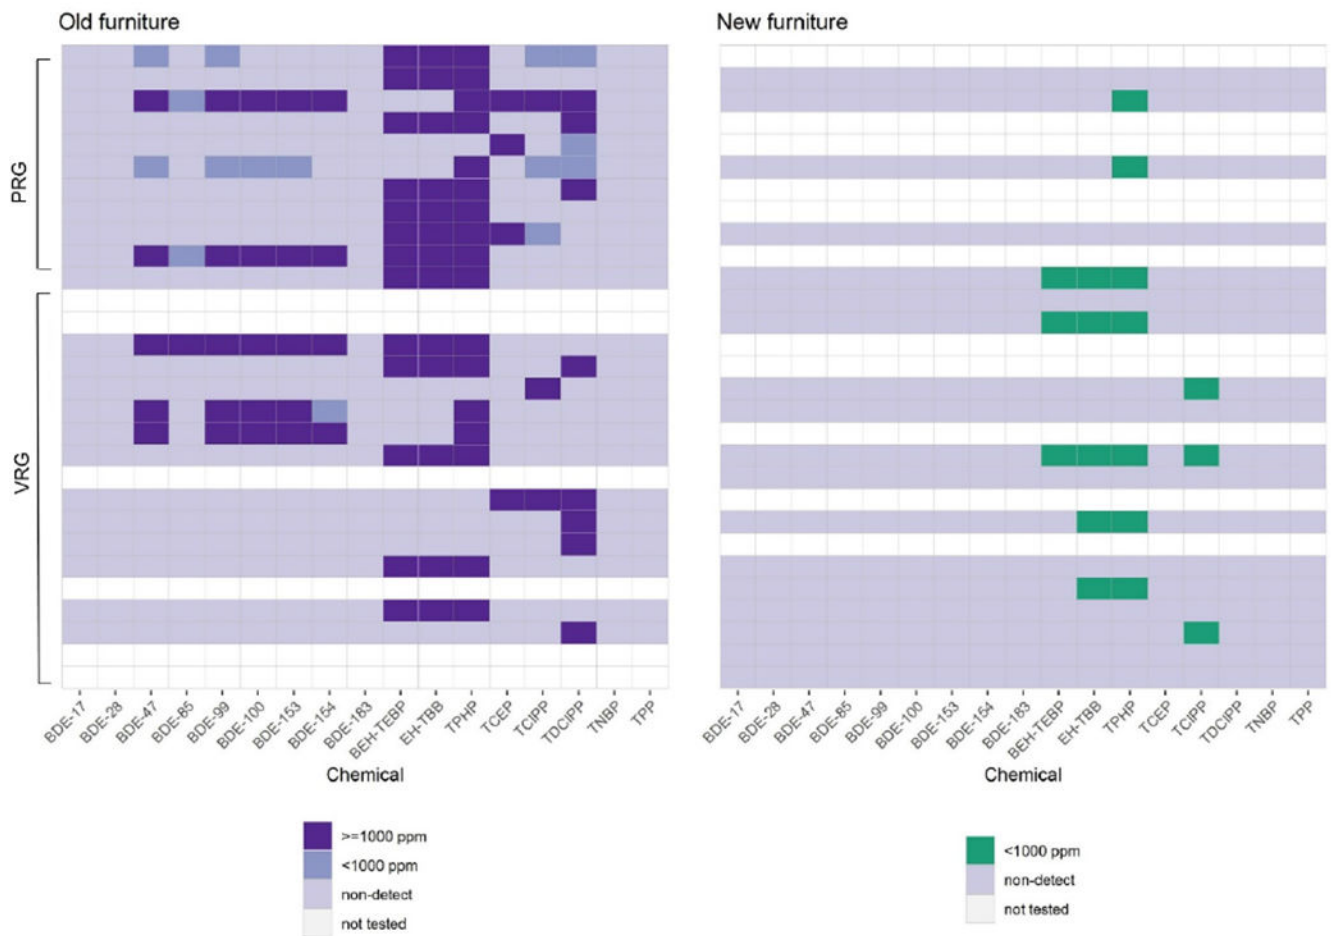 Old furniture
New furniture
PRG
VRG
BDE-17
BDE-28
BDE-47
BDE-85
BDE-99
BDE-100
BDE-153
BDE-154
BDE-183
BEH-TEBP
EH-TBB
TPHP
TCEP
TCIPP
TDCIPP
TNBP
TPP
Chemical
BDE-17
BDE-28
BDE-47
BDE-85
BDE-99
BDE-100
BDE-153
BDE-154
BDE-183
BEH-TEBP
EH-TBB
TPHP
TCEP
TCIPP
TDCIPP
TNBP
TPP
Chemical
>=1000 ppm
<1000 ppm
non-detect
not tested
<1000 ppm
non-detect
not tested